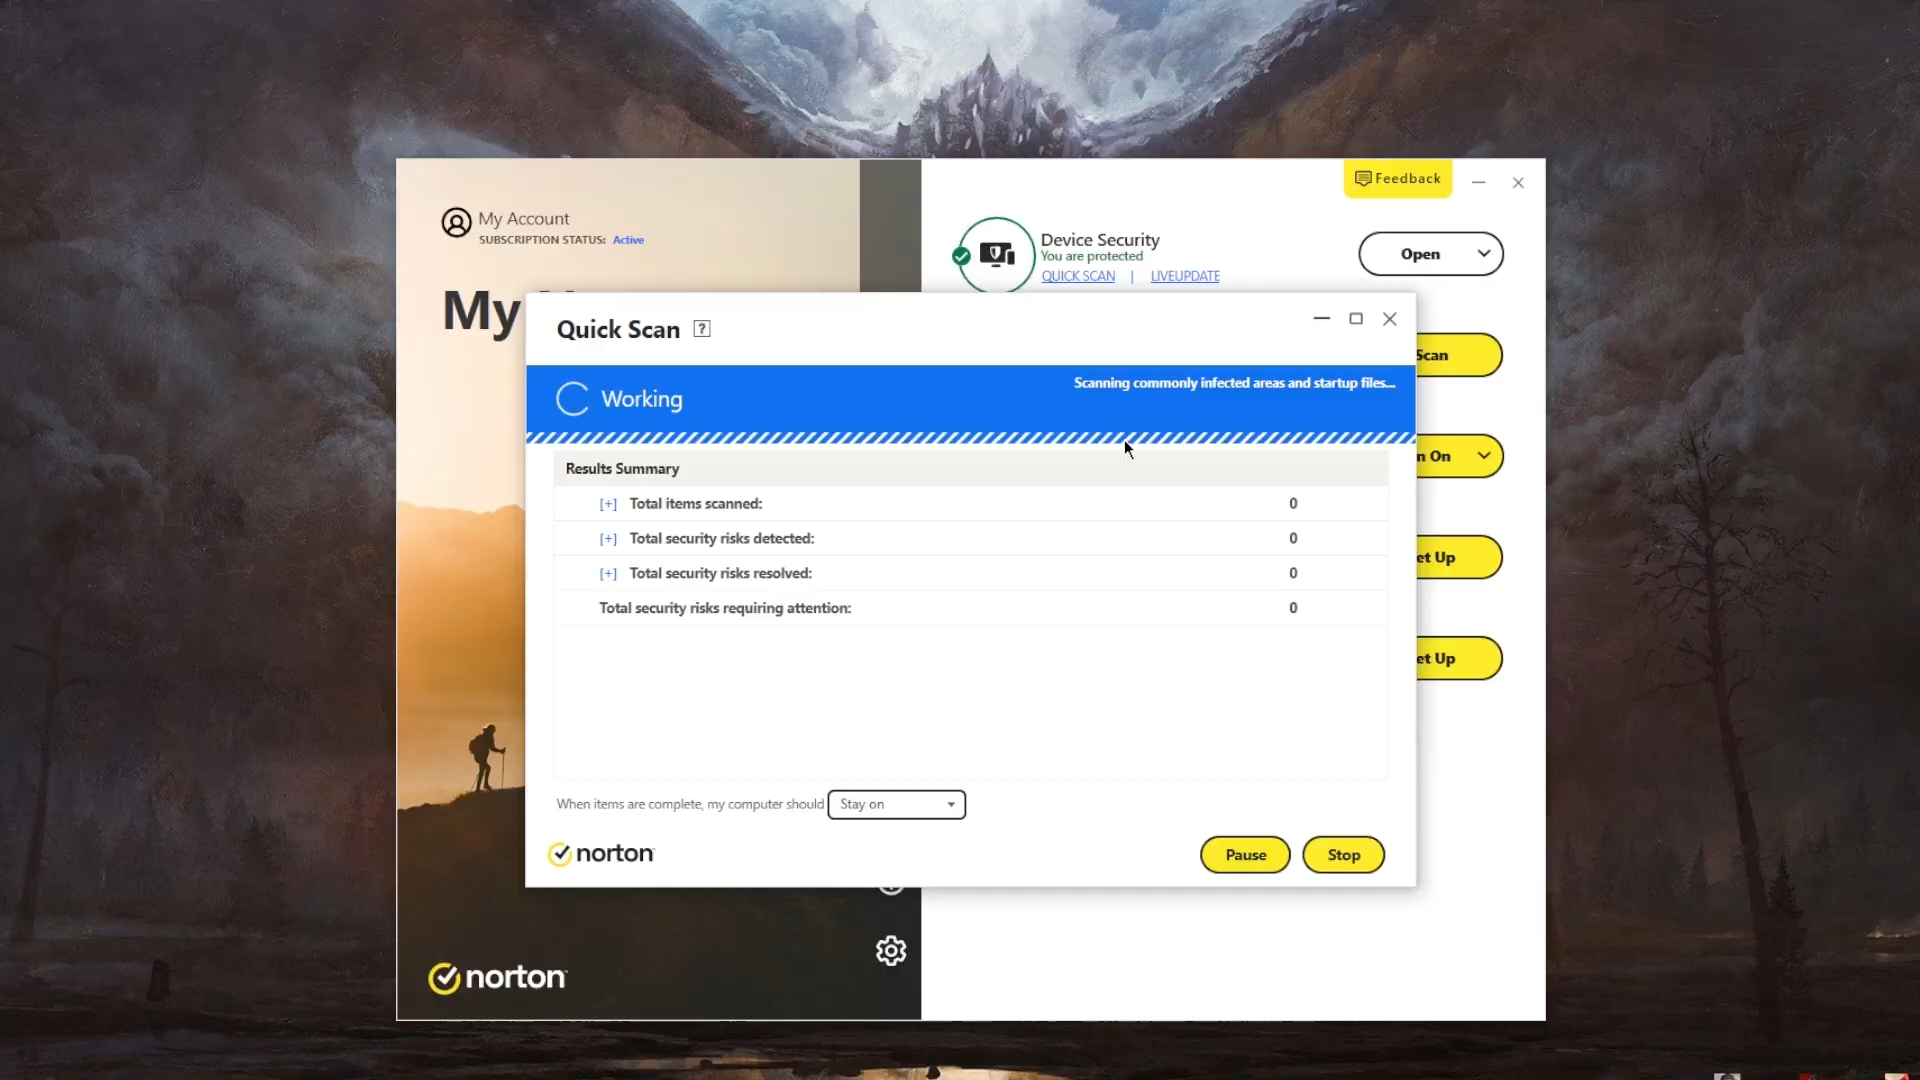 Feedback
My Account
SUBSCRIPTION STATUS: Active
Device Security
You are protected
QUICK SCAN | LIVEUPDATE
Open
My
Quick Scan [?]
Scan
Working
Scanning commonly infected areas and startup files...
Results Summary
[+] Total items scanned: 0
[+] Total security risks detected: 0
[+] Total security risks resolved: 0
Total security risks requiring attention: 0
On
Up
Up
When items are complete, my computer should Stay on
norton
Pause
Stop
norton